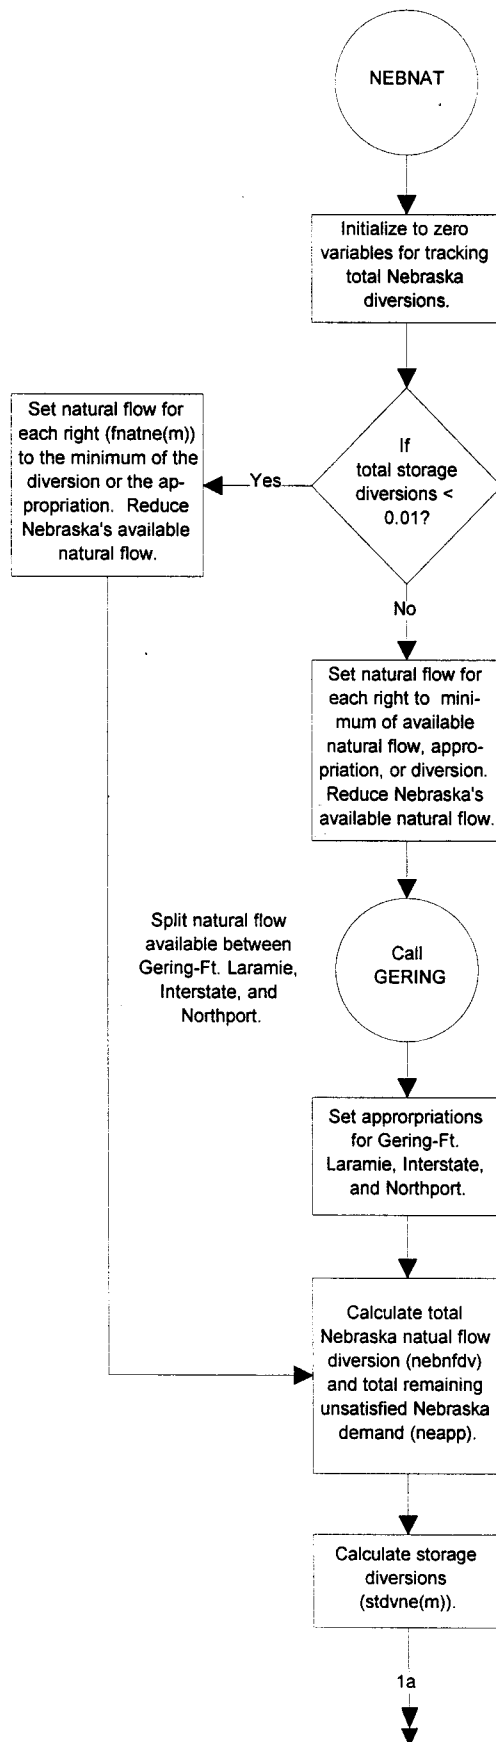 NEBNAT
Initialize to zero
variables for tracking
total Nebraska
diversions.
Set natural flow for
each right (fnatne(m))
to the minimum of the
diversion or the ap-
propriation.  Reduce
Nebraska's available
natural flow.
Yes
If
total storage
diversions <
0.01?
No
Set natural flow for
each right to  mini-
mum of available
natural flow, appro-
priation, or diversion.
Reduce Nebraska's
available natural flow.
Split natural flow
available between
Gering-Ft. Laramie,
Interstate, and
Northport.
Call
GERING
Set approrpriations
for Gering-Ft.
Laramie, Interstate,
and Northport.
Calculate total
Nebraska natual flow
diversion (nebnfdv)
and total remaining
unsatisfied Nebraska
demand (neapp).
Calculate storage
diversions
(stdvne(m)).
1a